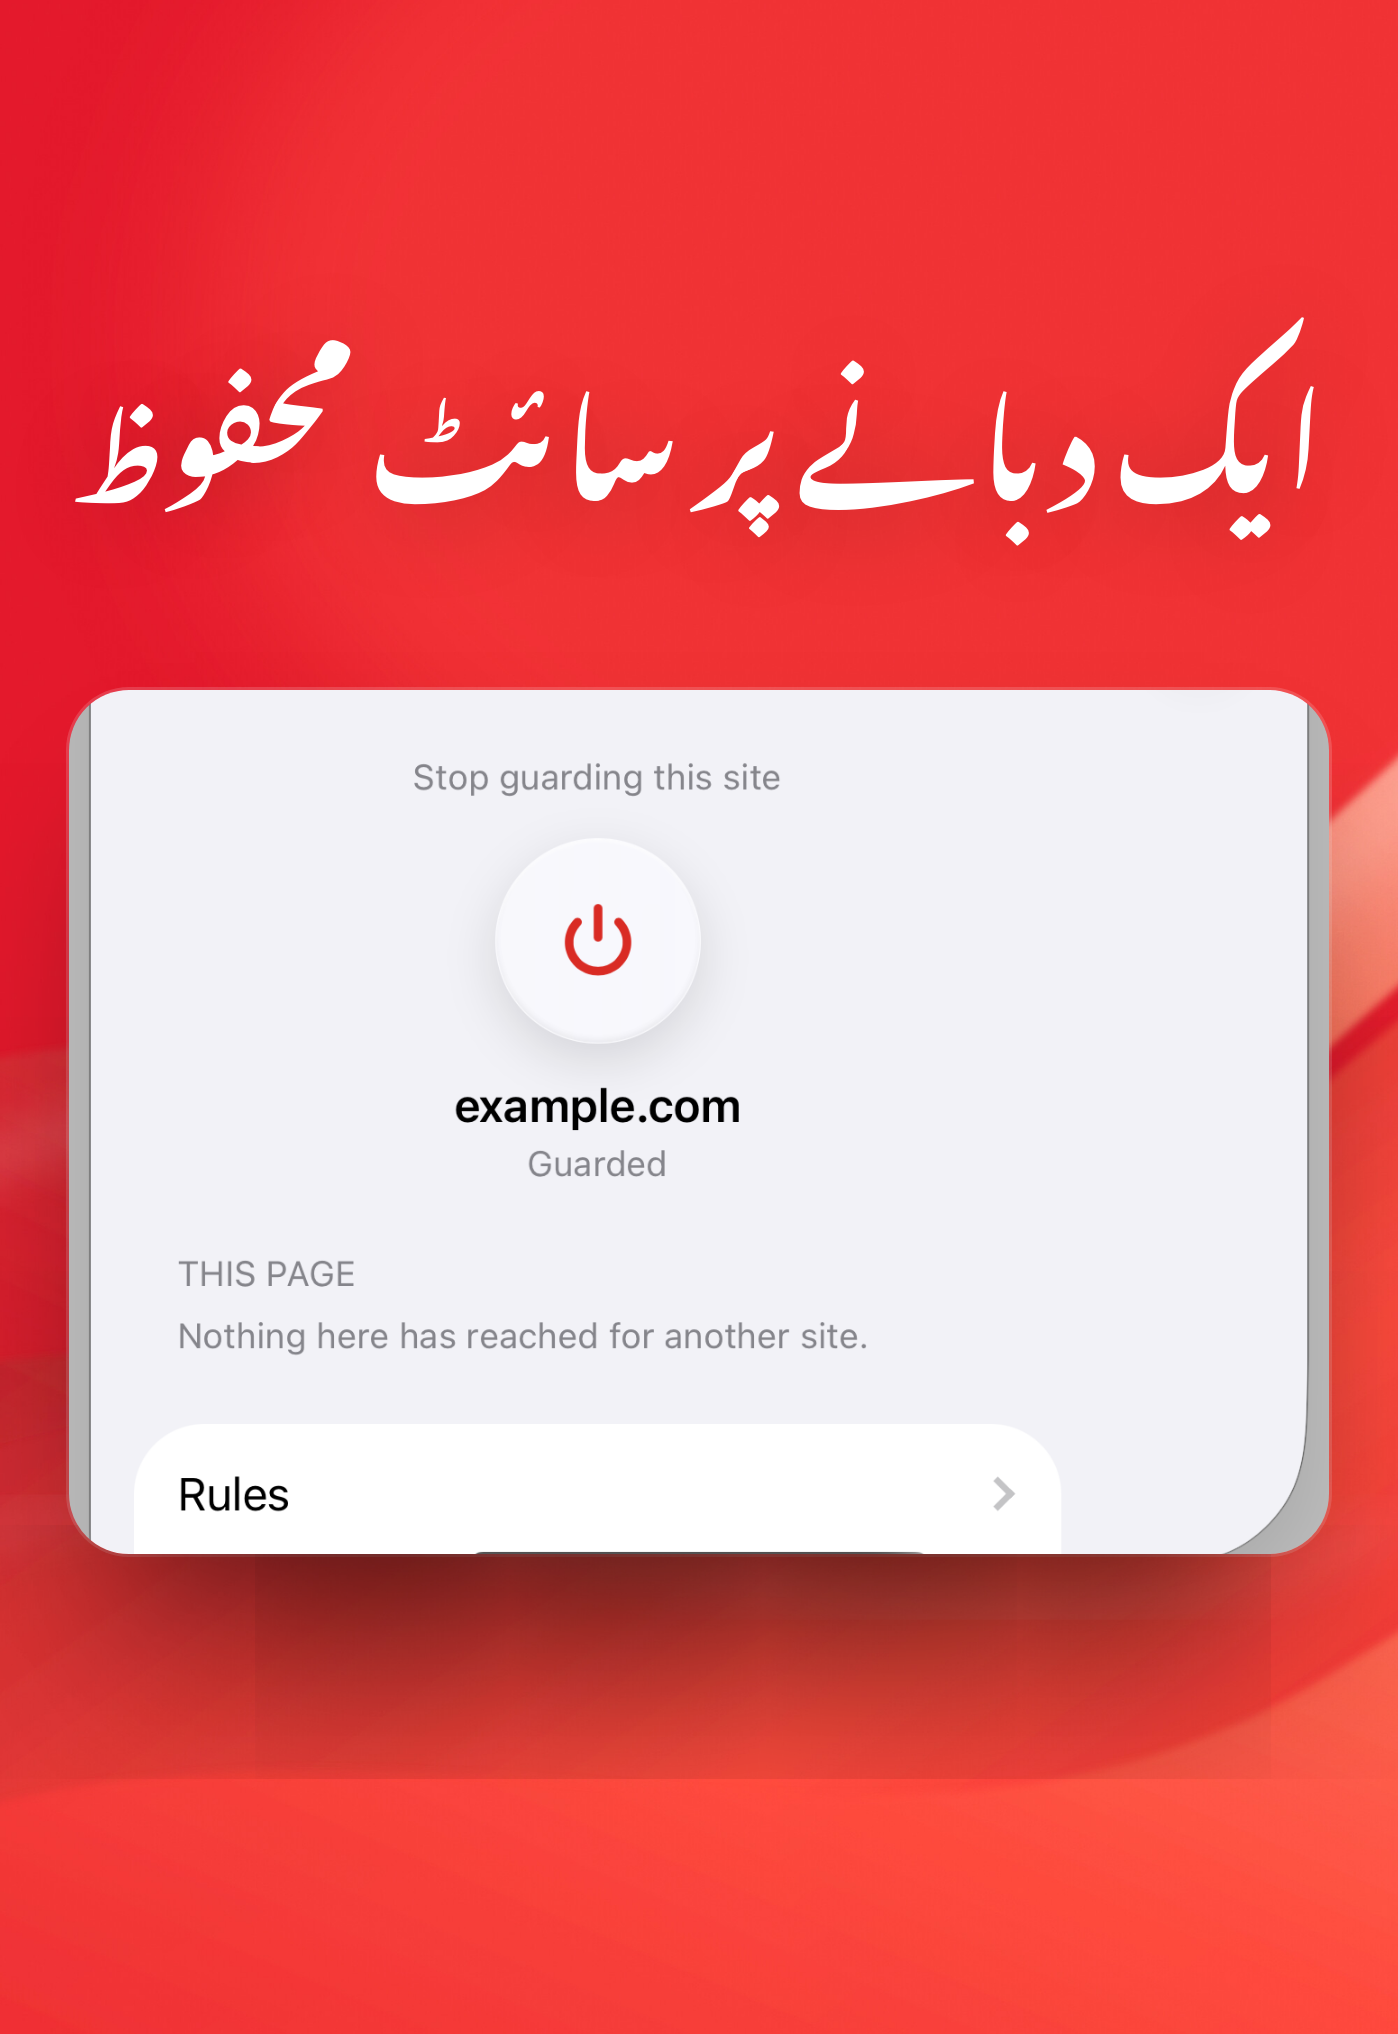 ایک دبانے پر سائٹ محفوظ
Stop guarding this site
example.com
Guarded
THIS PAGE
Nothing here has reached for another site.
Rules